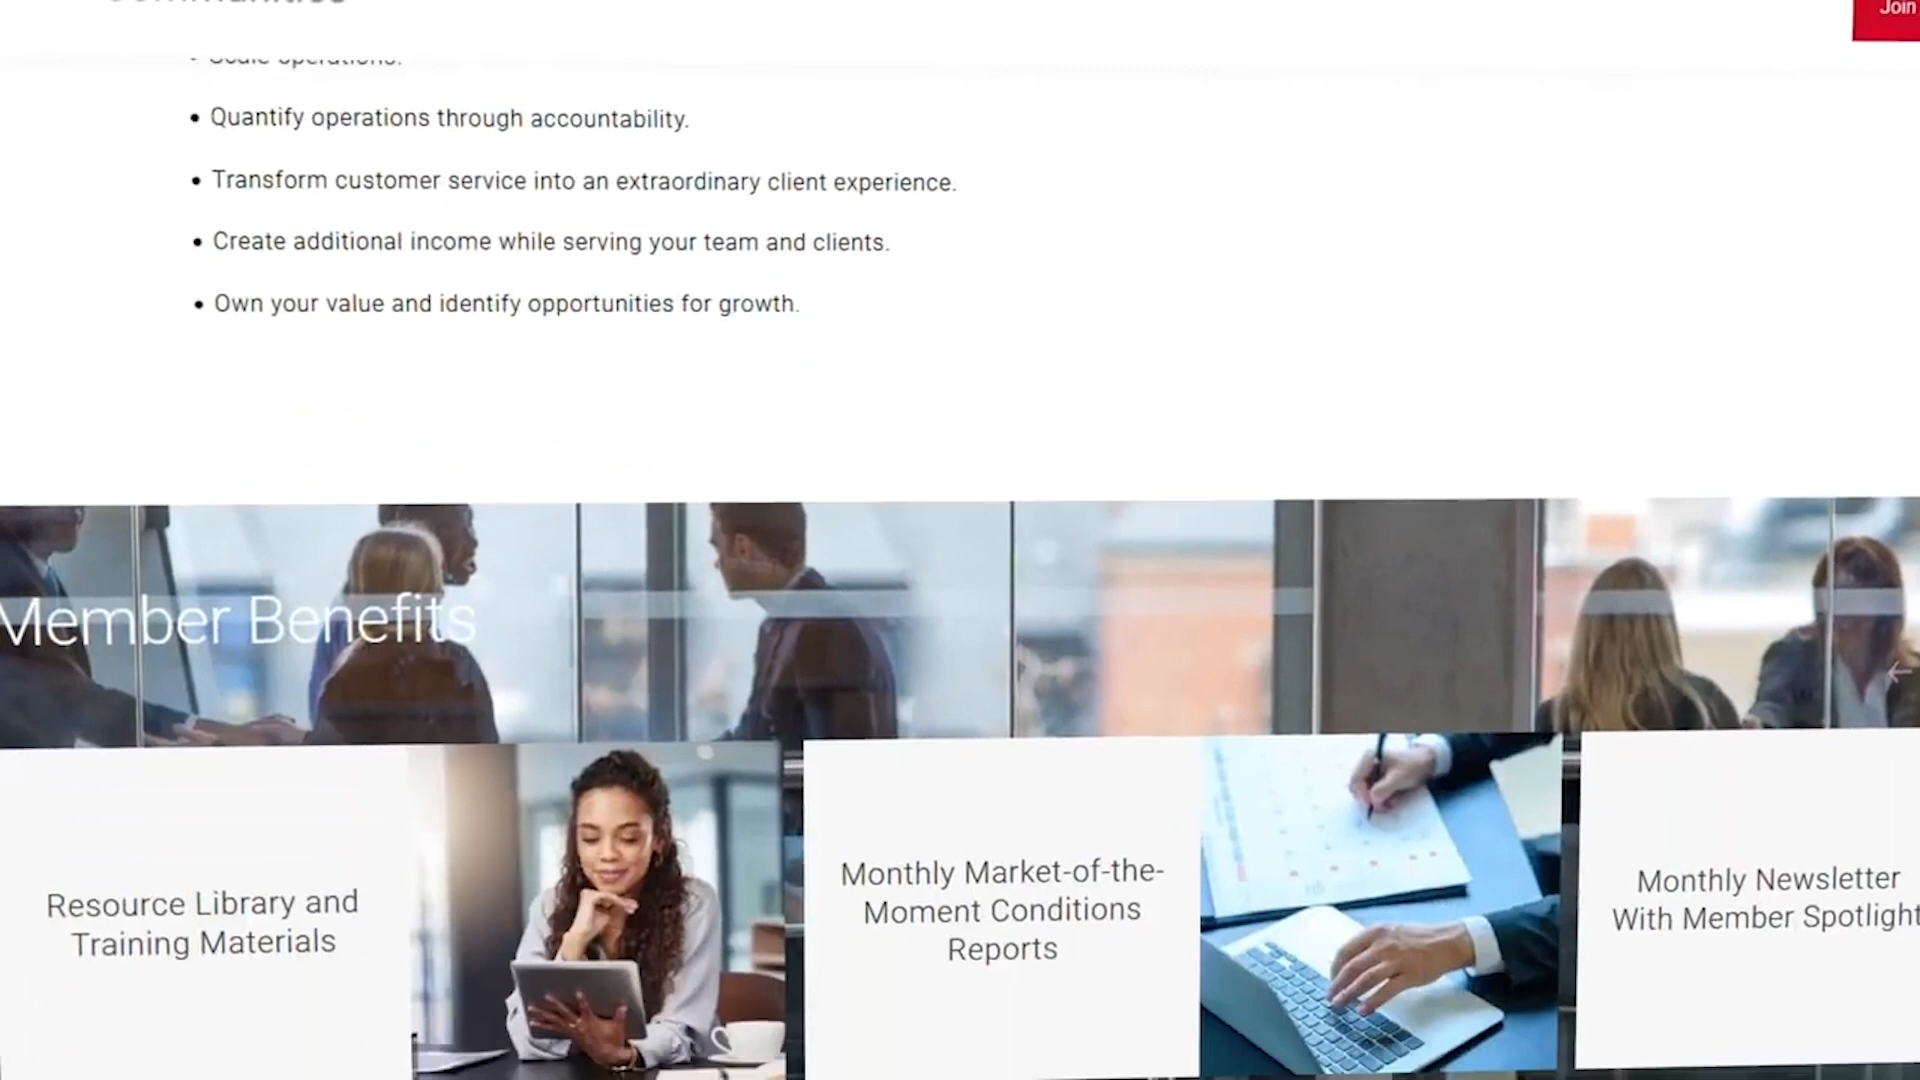 Join
Scale operations.
• Quantify operations through accountability.
• Transform customer service into an extraordinary client experience.
• Create additional income while serving your team and clients.
• Own your value and identify opportunities for growth.
Member Benefits
Resource Library and
Training Materials
Monthly Market-of-the-
Moment Conditions
Reports
Monthly Newsletter
With Member Spotlight